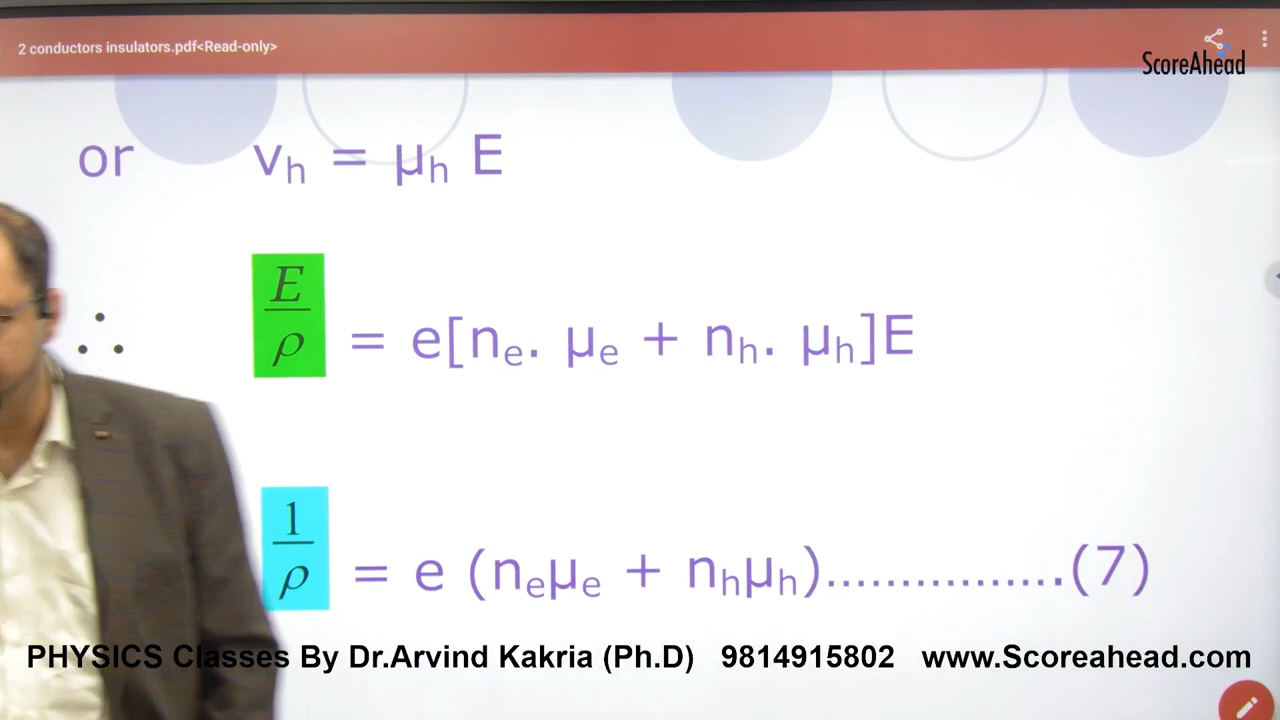 2 conductors insulators.pdf<Read-only>
ScoreAhead
or vₕ = μₕ E
∴ E/ρ = e[nₑ. μₑ + nₕ. μₕ]E
1/ρ = e (nₑμₑ + nₕμₕ)................(7)
PHYSICS Classes By Dr.Arvind Kakria (Ph.D) 9814915802 www.Scoreahead.com